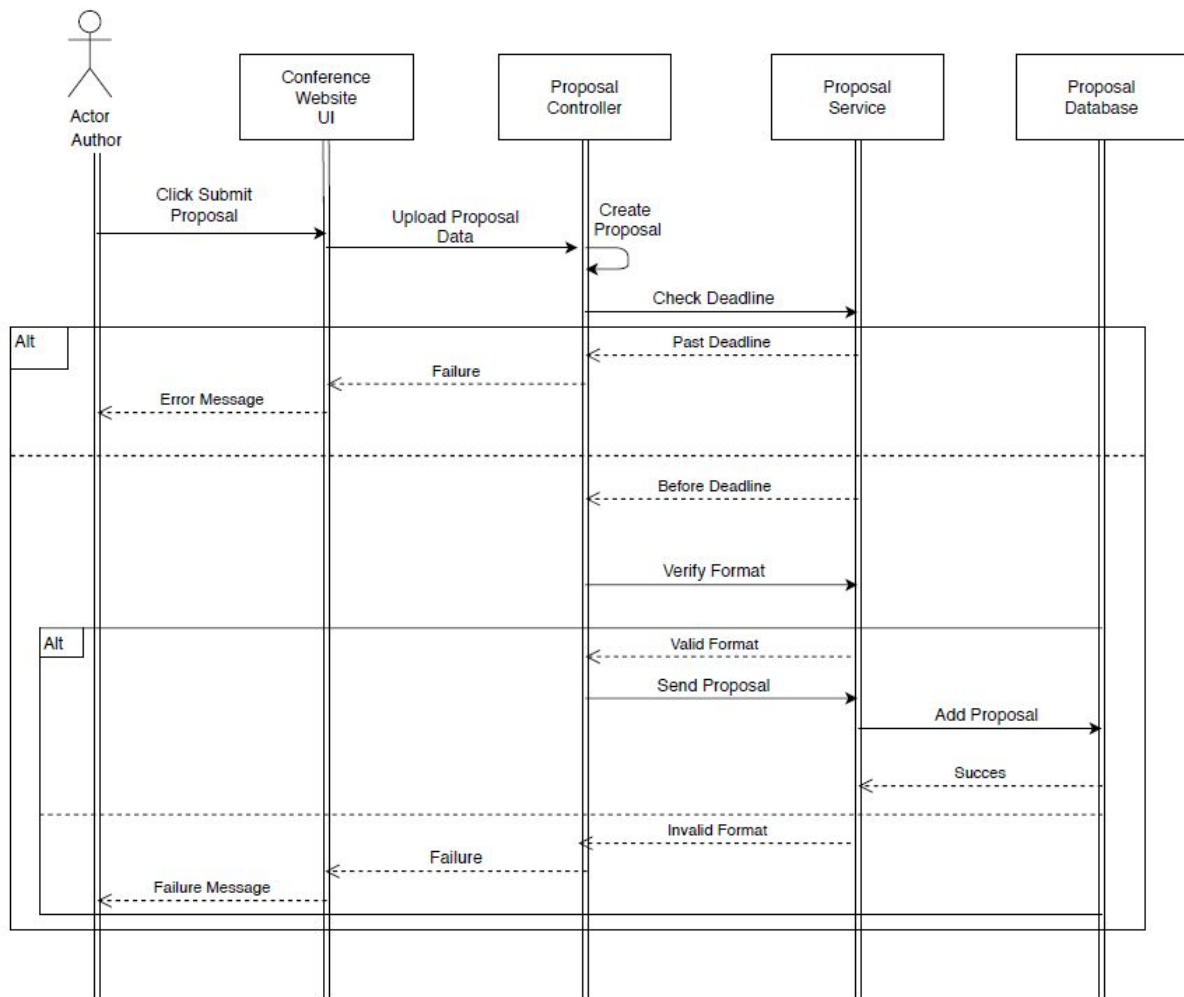 Actor
Author
Conference
Website
UI
Proposal
Controller
Proposal
Service
Proposal
Database
Click Submit
Proposal
Upload Proposal
Data
Create
Proposal
Check Deadline
Alt
Past Deadline
Failure
Error Message
Before Deadline
Verify Format
Alt
Valid Format
Send Proposal
Add Proposal
Succes
Invalid Format
Failure
Failure Message